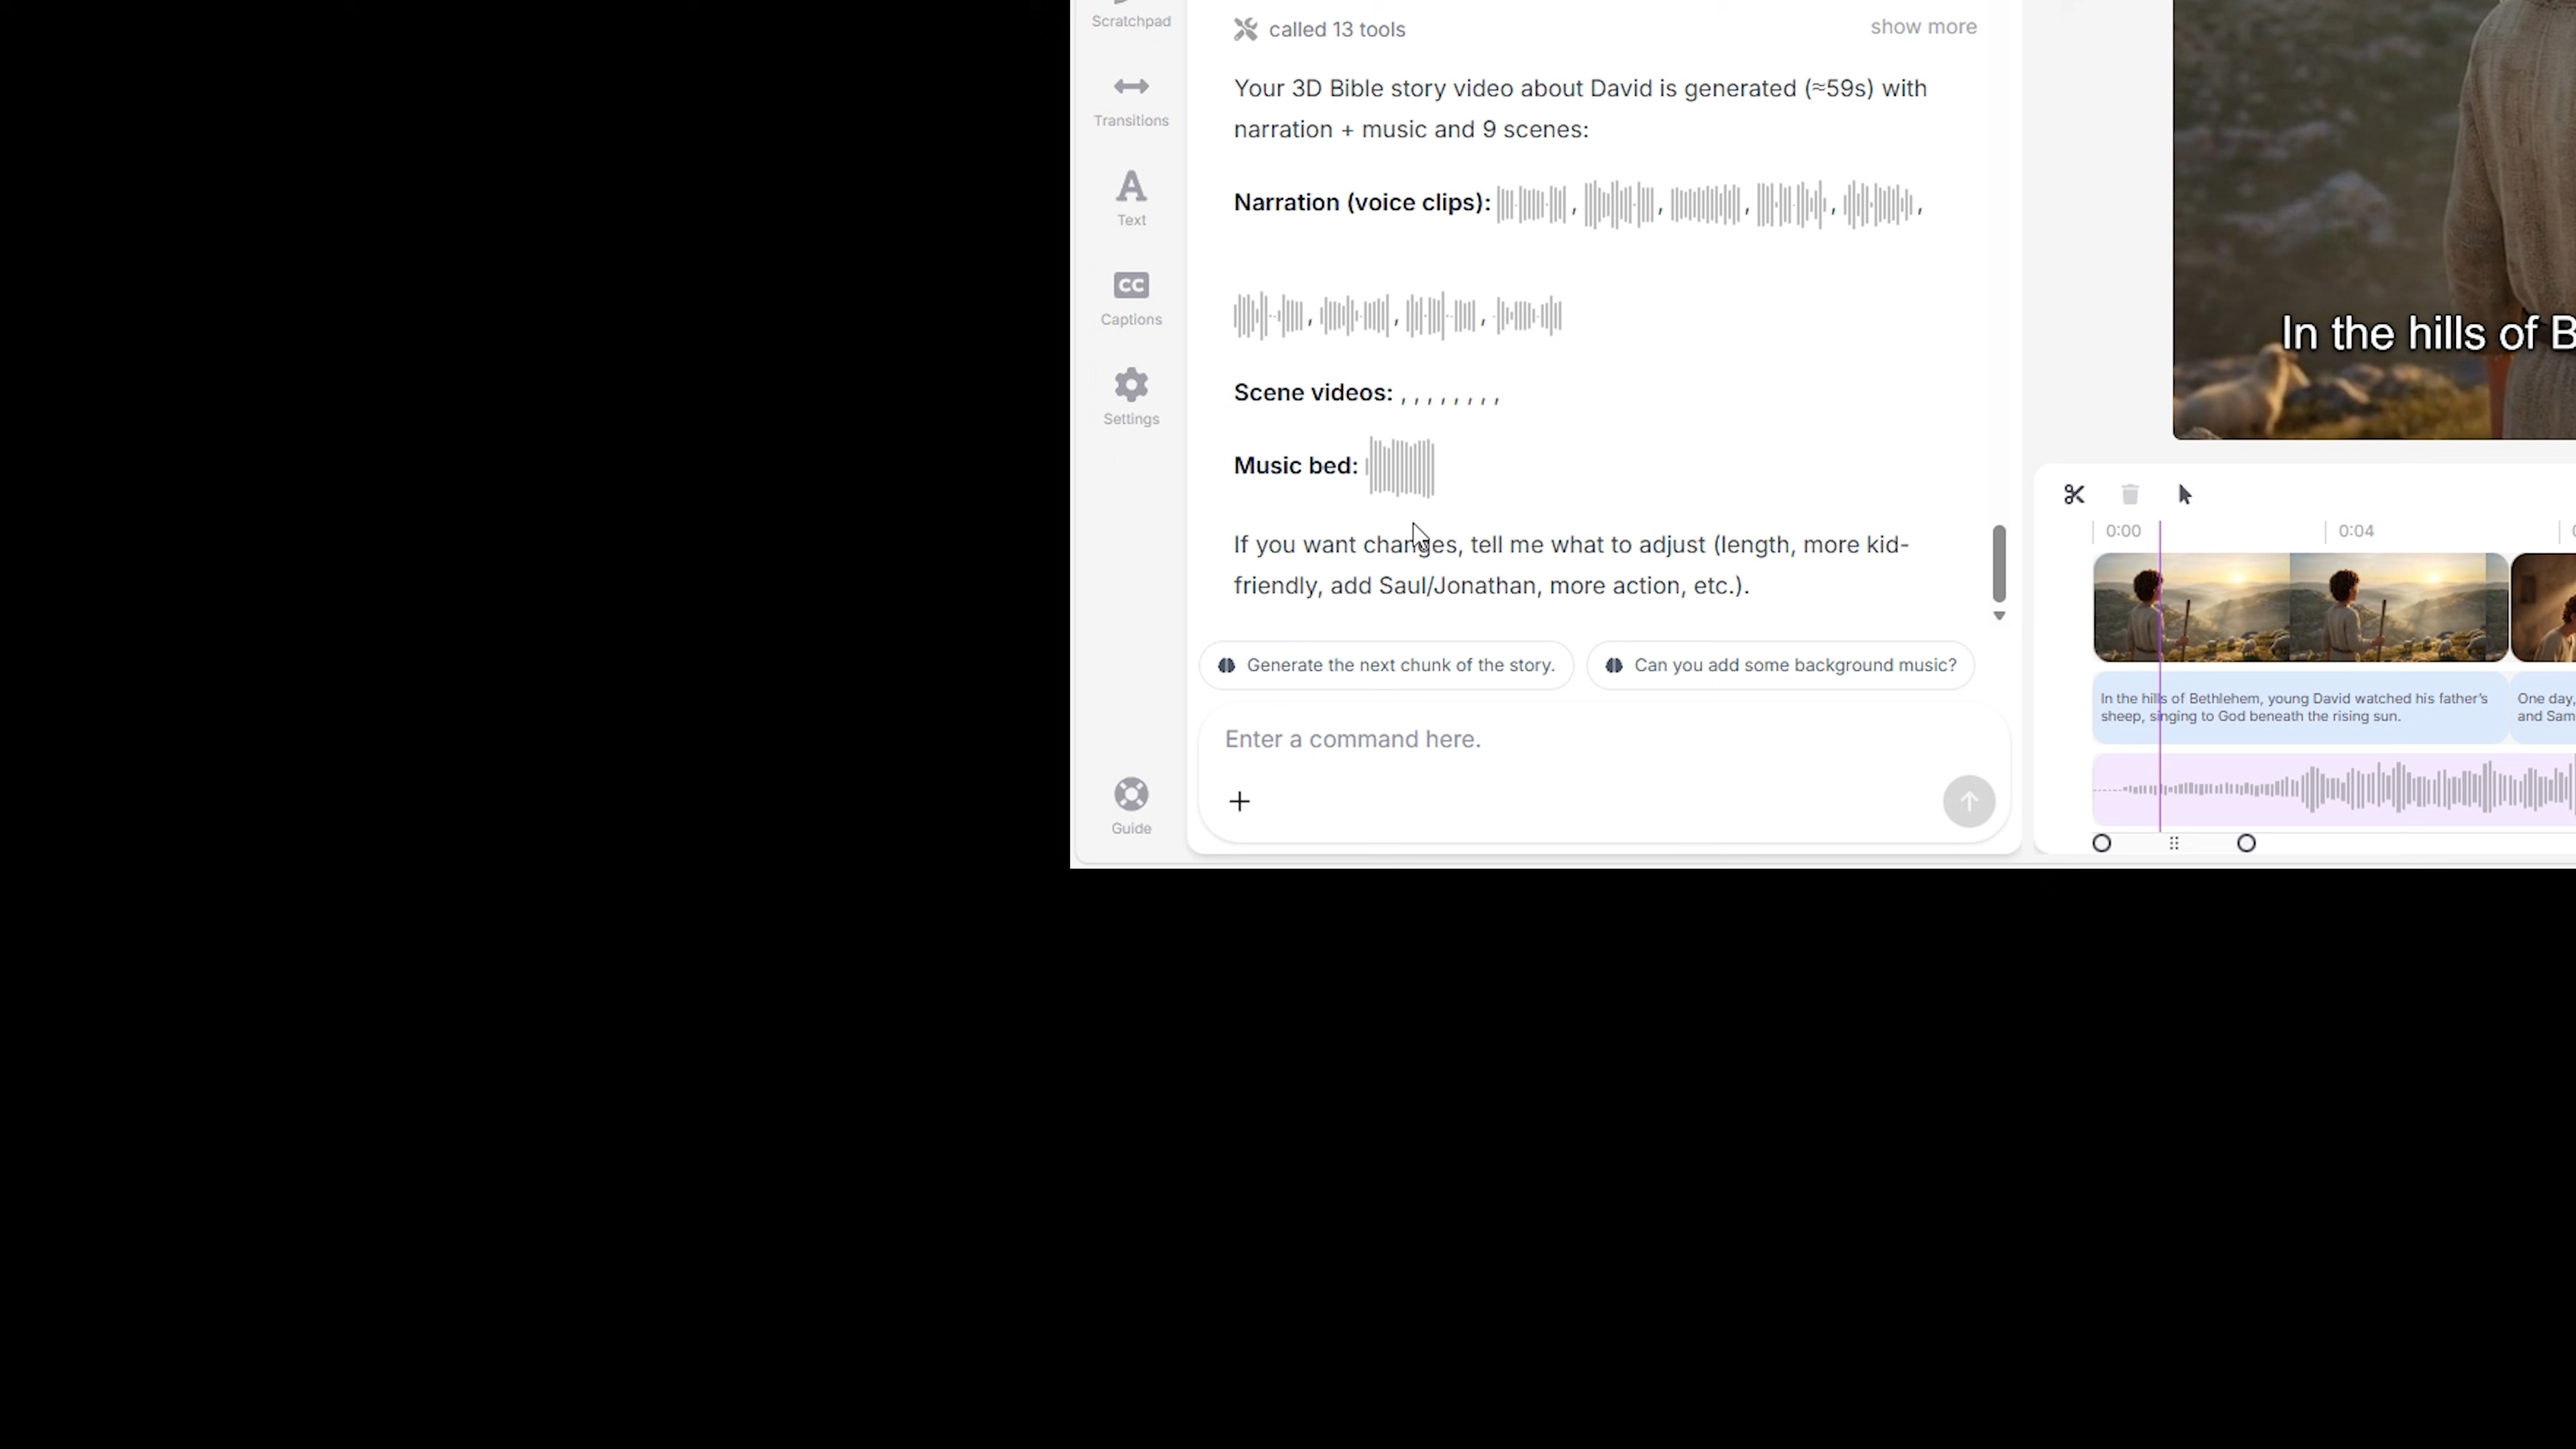 Scratchpad
Transitions
Text
CC
Captions
Settings
Guide
called 13 tools
show more
Your 3D Bible story video about David is generated (≈59s) with
narration + music and 9 scenes:
Narration (voice clips): , , , , ,
, , ,
Scene videos: , , , , , , , ,
Music bed:
If you want changes, tell me what to adjust (length, more kid-
friendly, add Saul/Jonathan, more action, etc.).
Generate the next chunk of the story.
Can you add some background music?
Enter a command here.
In the hills of B
0:00
0:04
In the hills of Bethlehem, young David watched his father's
sheep, singing to God beneath the rising sun.
One day,
and Sam